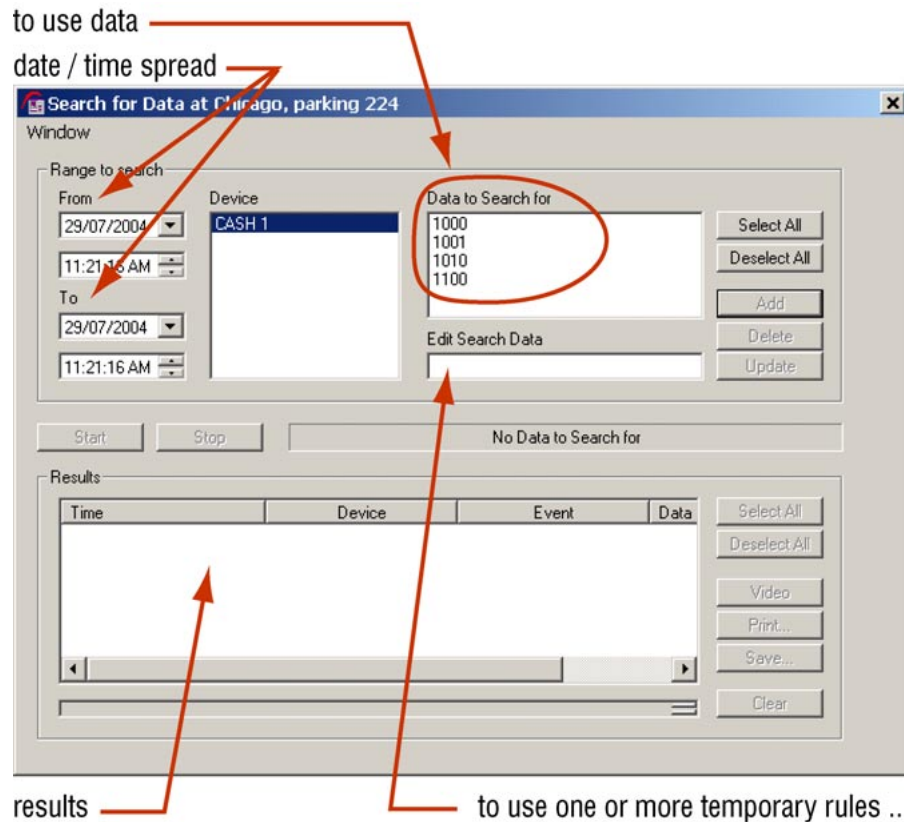 to use data
date / time spread
Search for Data at Chicago, parking 224
Window
Range to search
From
Device
Data to Search for
29/07/2004
CASH 1
1000
1001
1010
1100
Select All
Deselect All
11:21:16 AM
To
Add
29/07/2004
Edit Search Data
Delete
11:21:16 AM
Update
Start
Stop
No Data to Search for
Results
Time
Device
Event
Data
Select All
Deselect All
Video
Print...
Save...
Clear
results
to use one or more temporary rules ..